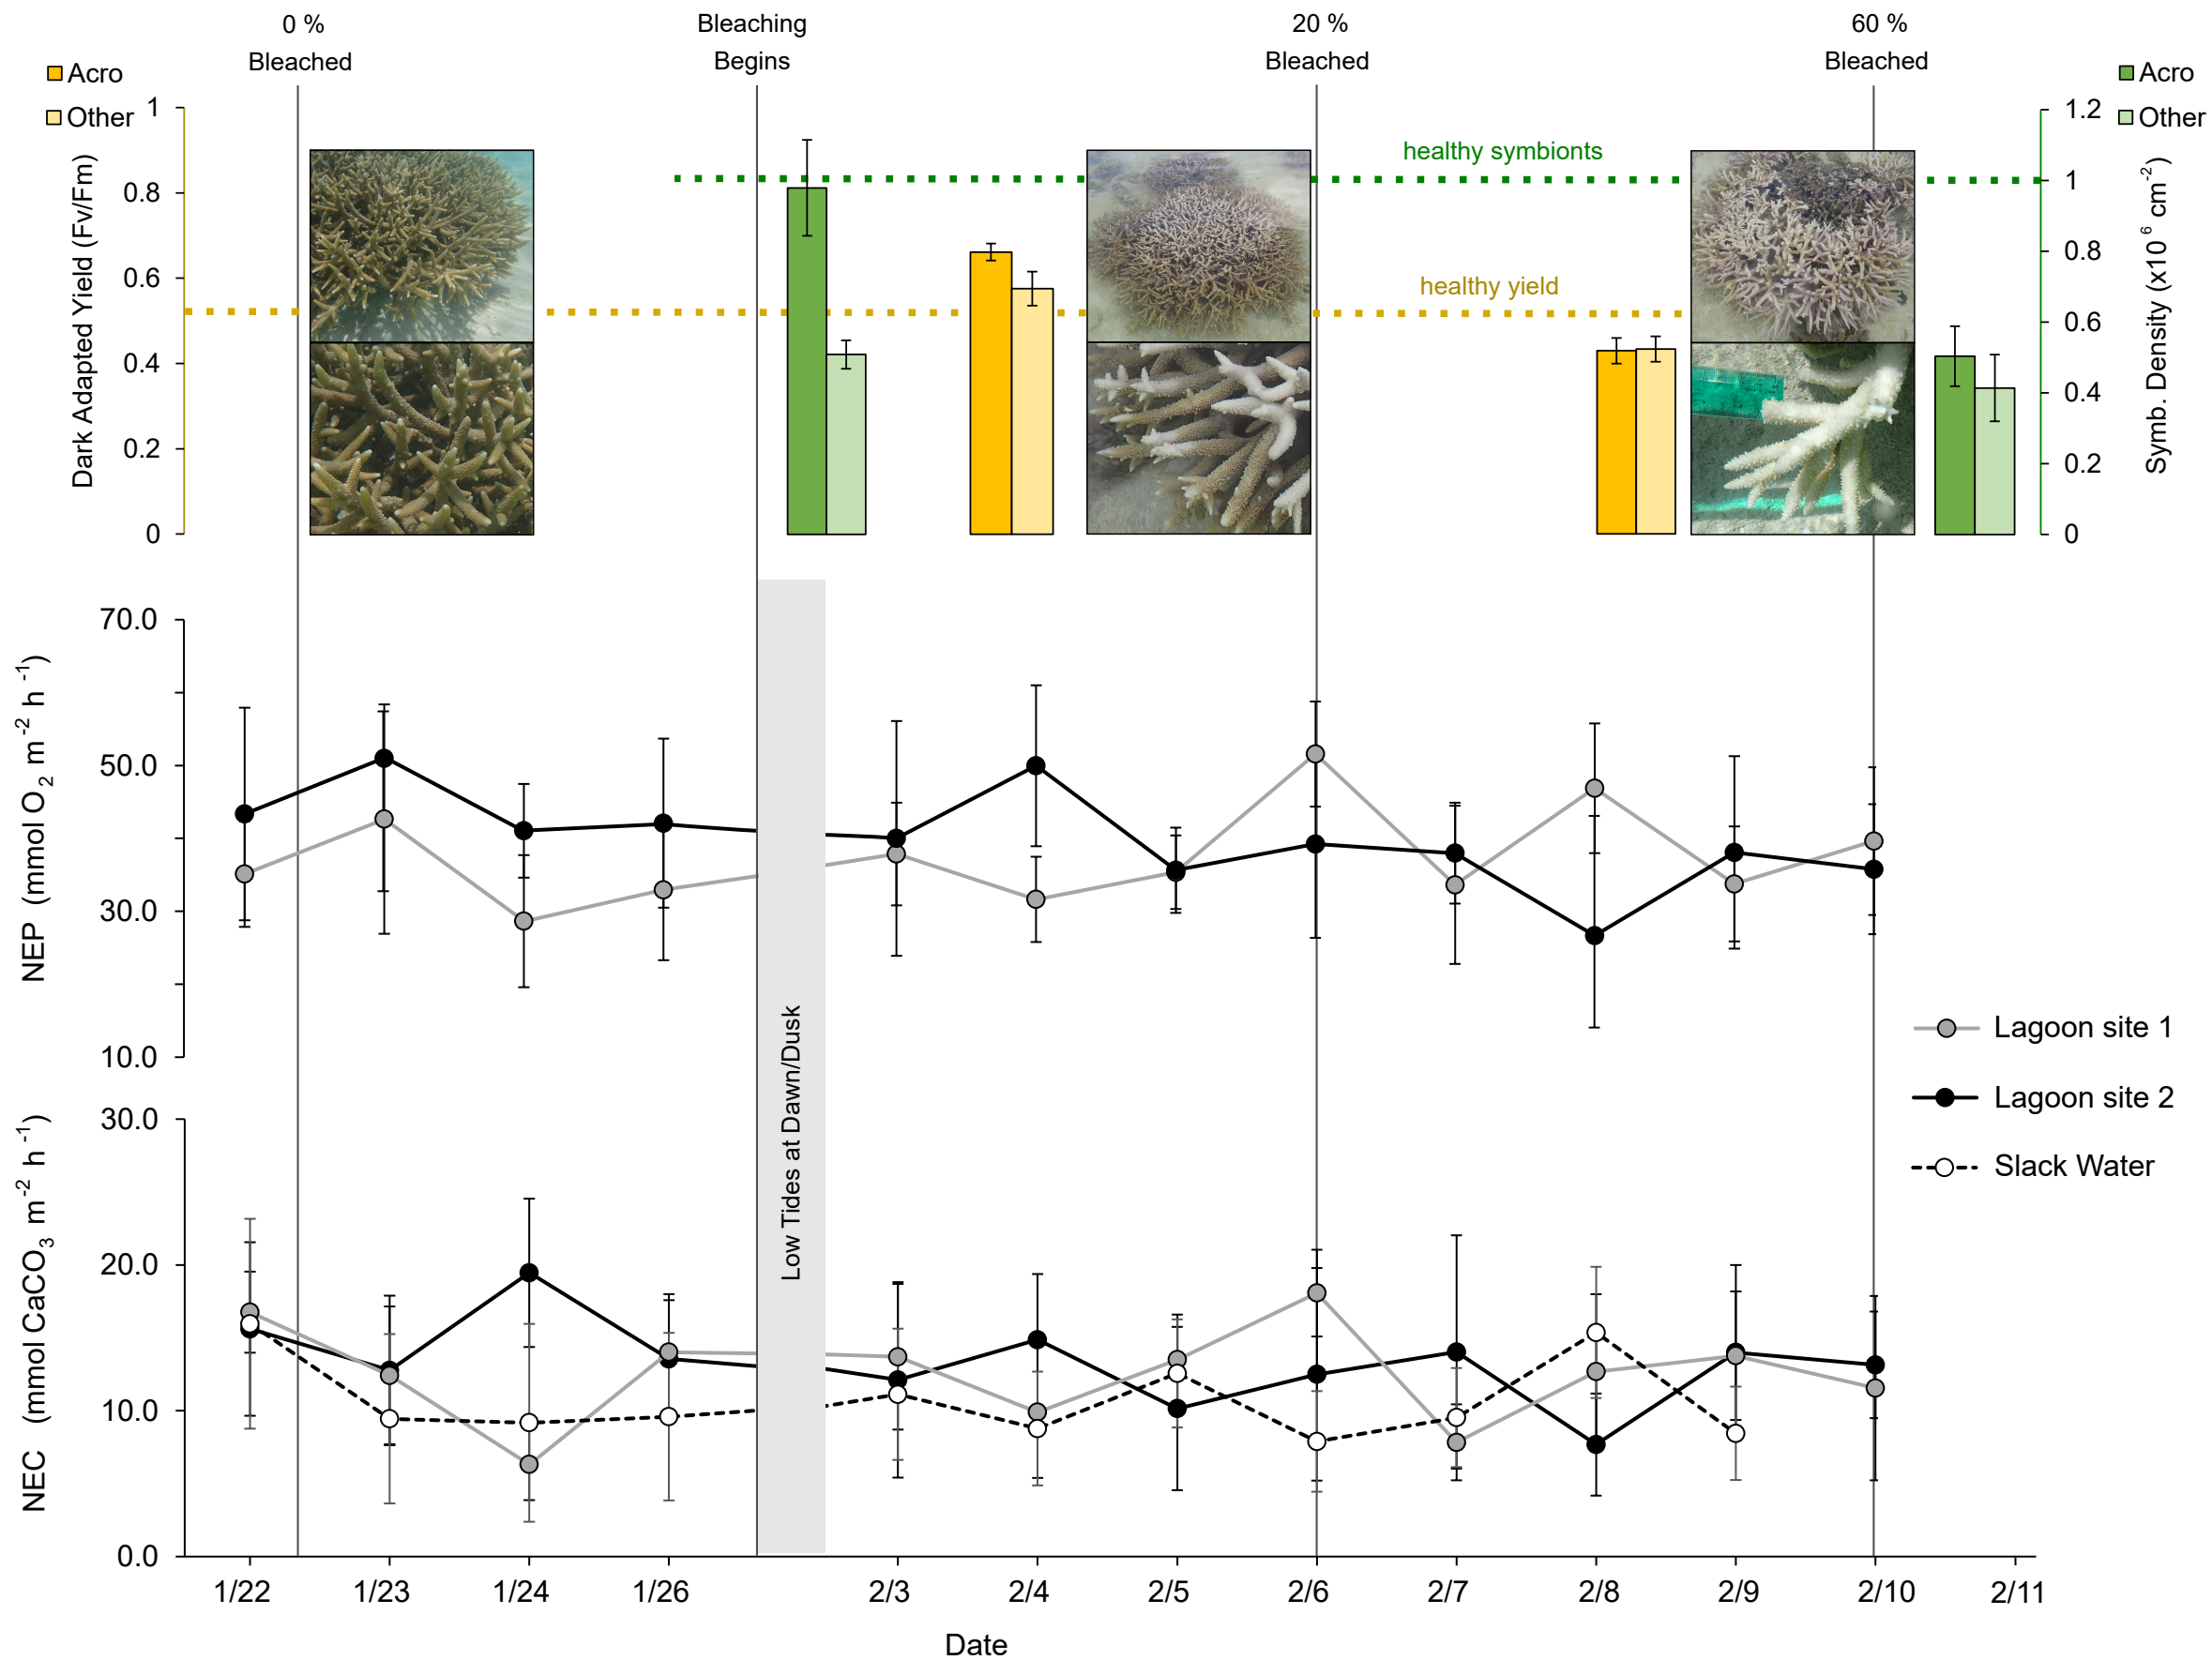 0 %
Bleached
Bleaching
Begins
20 %
Bleached
60 %
Bleached
Acro
Other
Acro
Other
Dark Adapted Yield (Fv/Fm)
1
0.8
0.6
0.4
0.2
0
healthy symbionts
healthy yield
1.2
1
0.8
0.6
0.4
0.2
0
Symb. Density (x10⁶ cm⁻²)
NEP (mmol O₂ m⁻² h⁻¹)
70.0
50.0
30.0
10.0
Low Tides at Dawn/Dusk
Lagoon site 1
Lagoon site 2
Slack Water
NEC (mmol CaCO₃ m⁻² h⁻¹)
30.0
20.0
10.0
0.0
1/22 1/23 1/24 1/26 2/3 2/4 2/5 2/6 2/7 2/8 2/9 2/10 2/11
Date